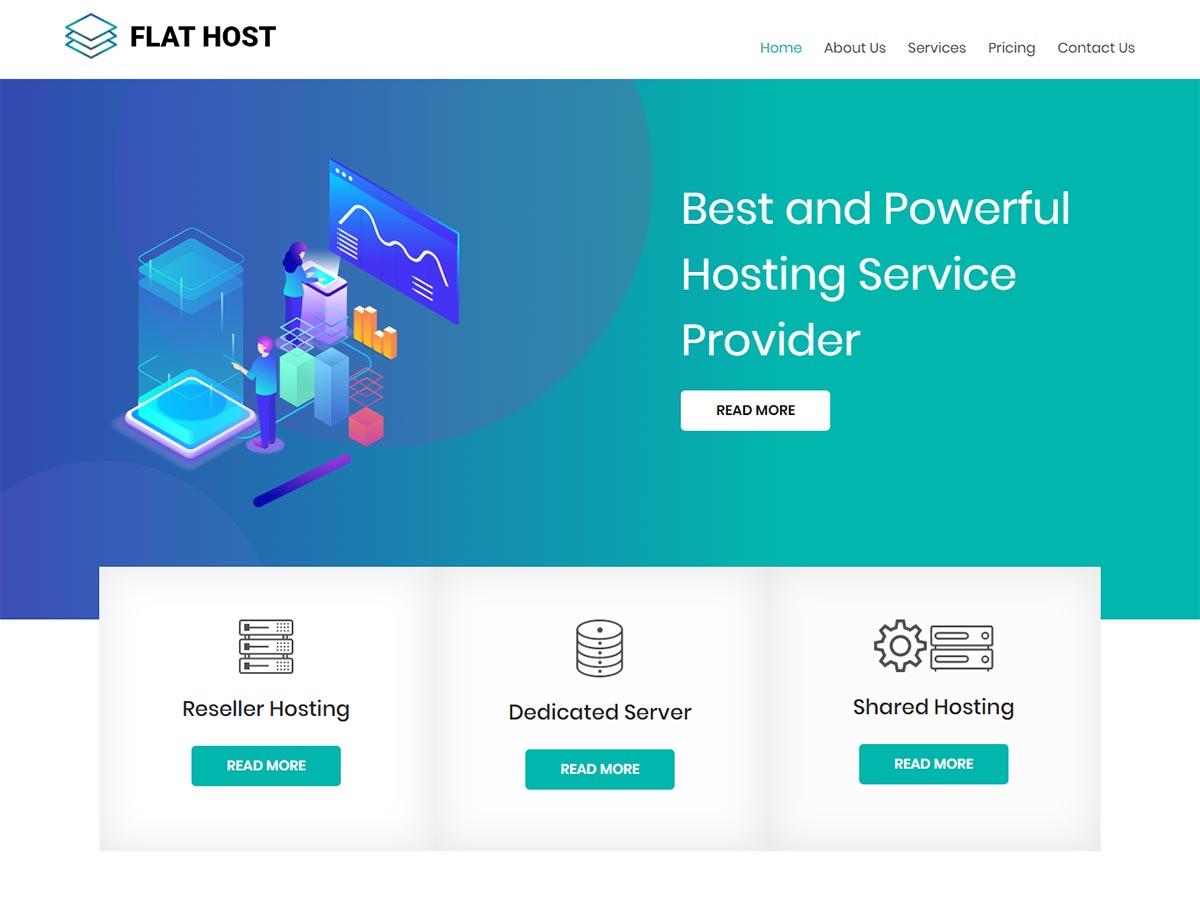 FLAT HOST
Home About Us Services Pricing Contact Us
Best and Powerful
Hosting Service
Provider
READ MORE
Reseller Hosting
Dedicated Server
Shared Hosting
READ MORE
READ MORE
READ MORE